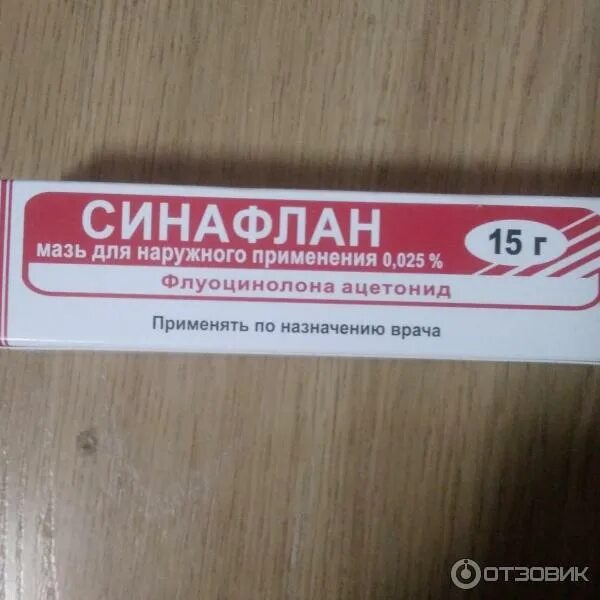 СИНАФЛАН
мазь для наружного применения 0,025 %
15 г
Флуоцинолона ацетонид
Применять по назначению врача
ОТЗОВИК